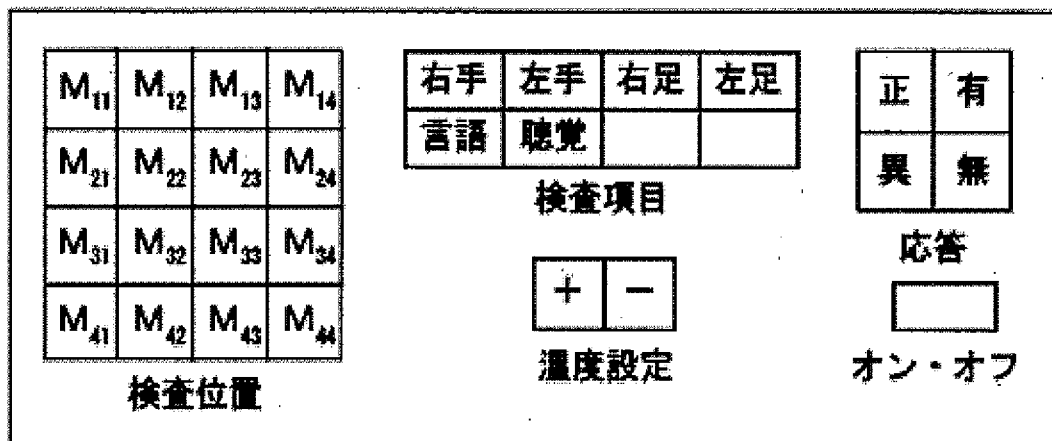 M11 M12 M13 M14
M21 M22 M23 M24
M31 M32 M33 M34
M41 M42 M43 M44
検査位置
右手 左手 右足 左足
言語 聴覚
検査項目
+ −
温度設定
正 有
異 無
応答
オン・オフ